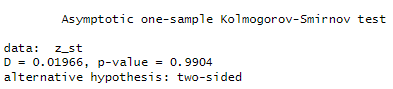 Asymptotic one-sample Kolmogorov-Smirnov test
data:  z_st
D = 0.01966, p-value = 0.9904
alternative hypothesis: two-sided